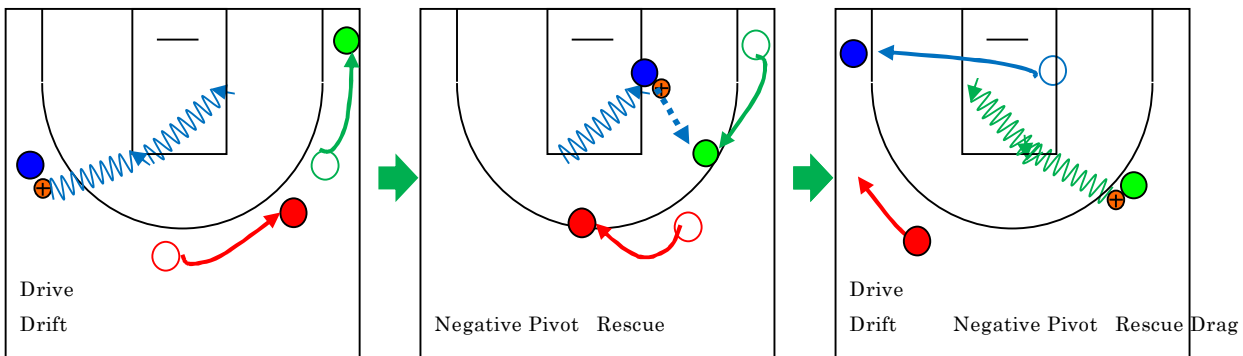 Drive
Drift
Negative Pivot Rescue
Drive
Drift Negative Pivot Rescue Drag